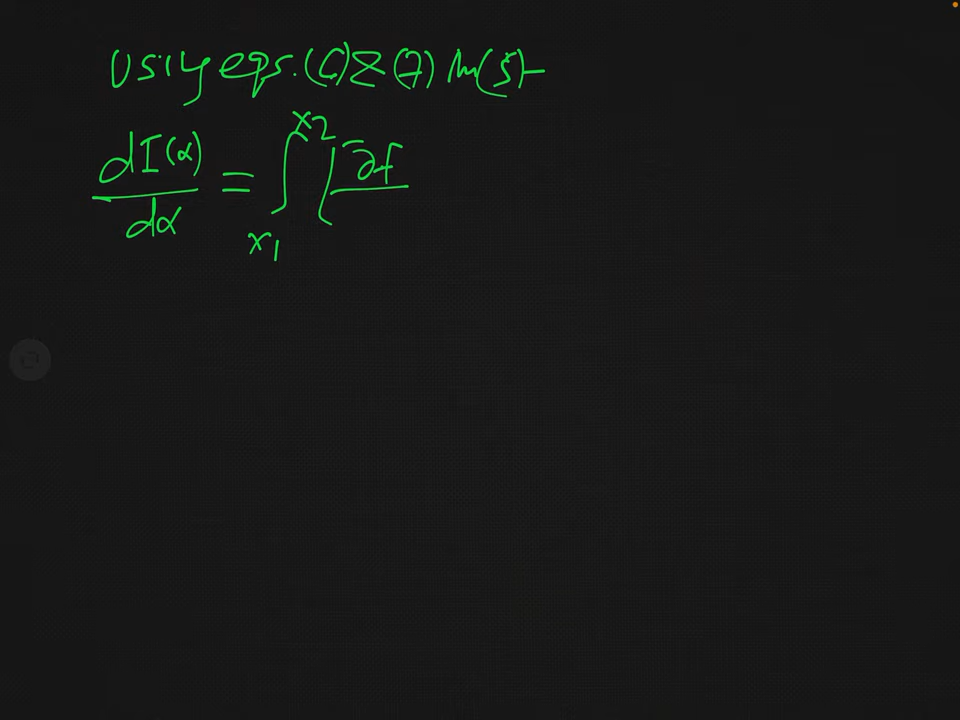 Using eqs. (6) & (7) in (5)-
dI(α)/dα = ∫_{x1}^{x2} [∂f